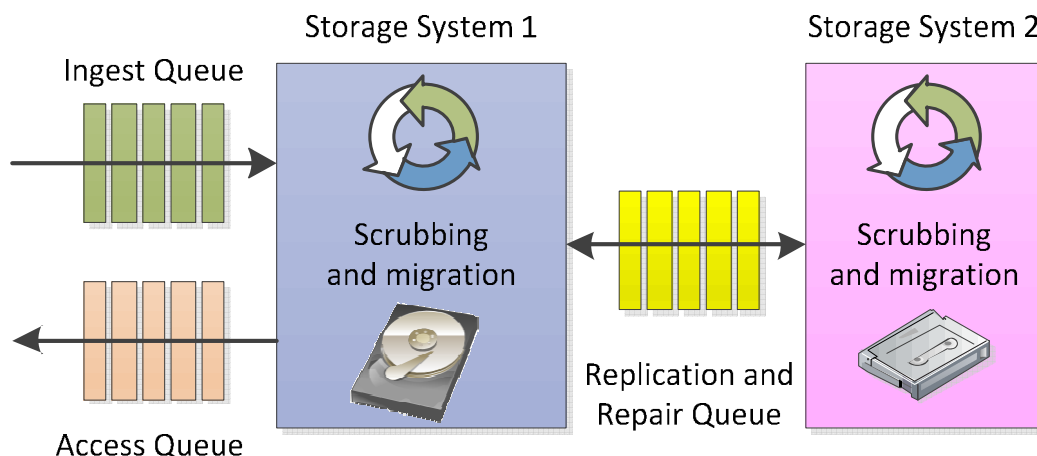 Storage System 1
Storage System 2
Ingest Queue
Scrubbing
and migration
Scrubbing
and migration
Replication and
Repair Queue
Access Queue